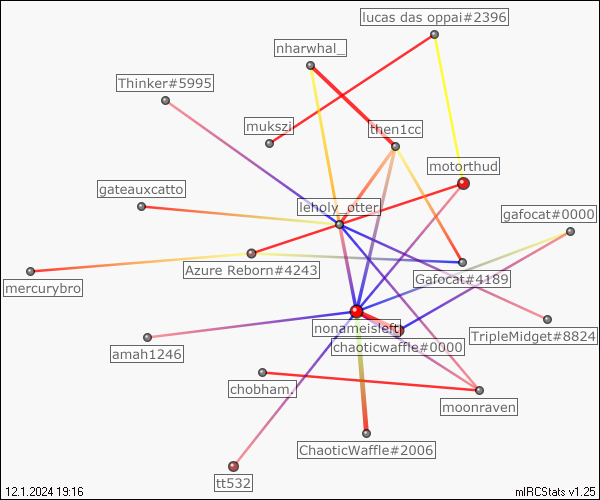 lucas das oppai#2396
nharwhal_
Thinker#5995
mukszi
then1cc
motorthud
gateauxcatto
leholy_otter
gafocat#0000
Azure Reborn#4243
Gafocat#4189
mercurybro
nonameisleft
TripleMidget#8824
chaoticwaffle#0000
amah1246
chobham.
moonraven
ChaoticWaffle#2006
tt532
12.1.2024 19:16
mIRCStats v1.25